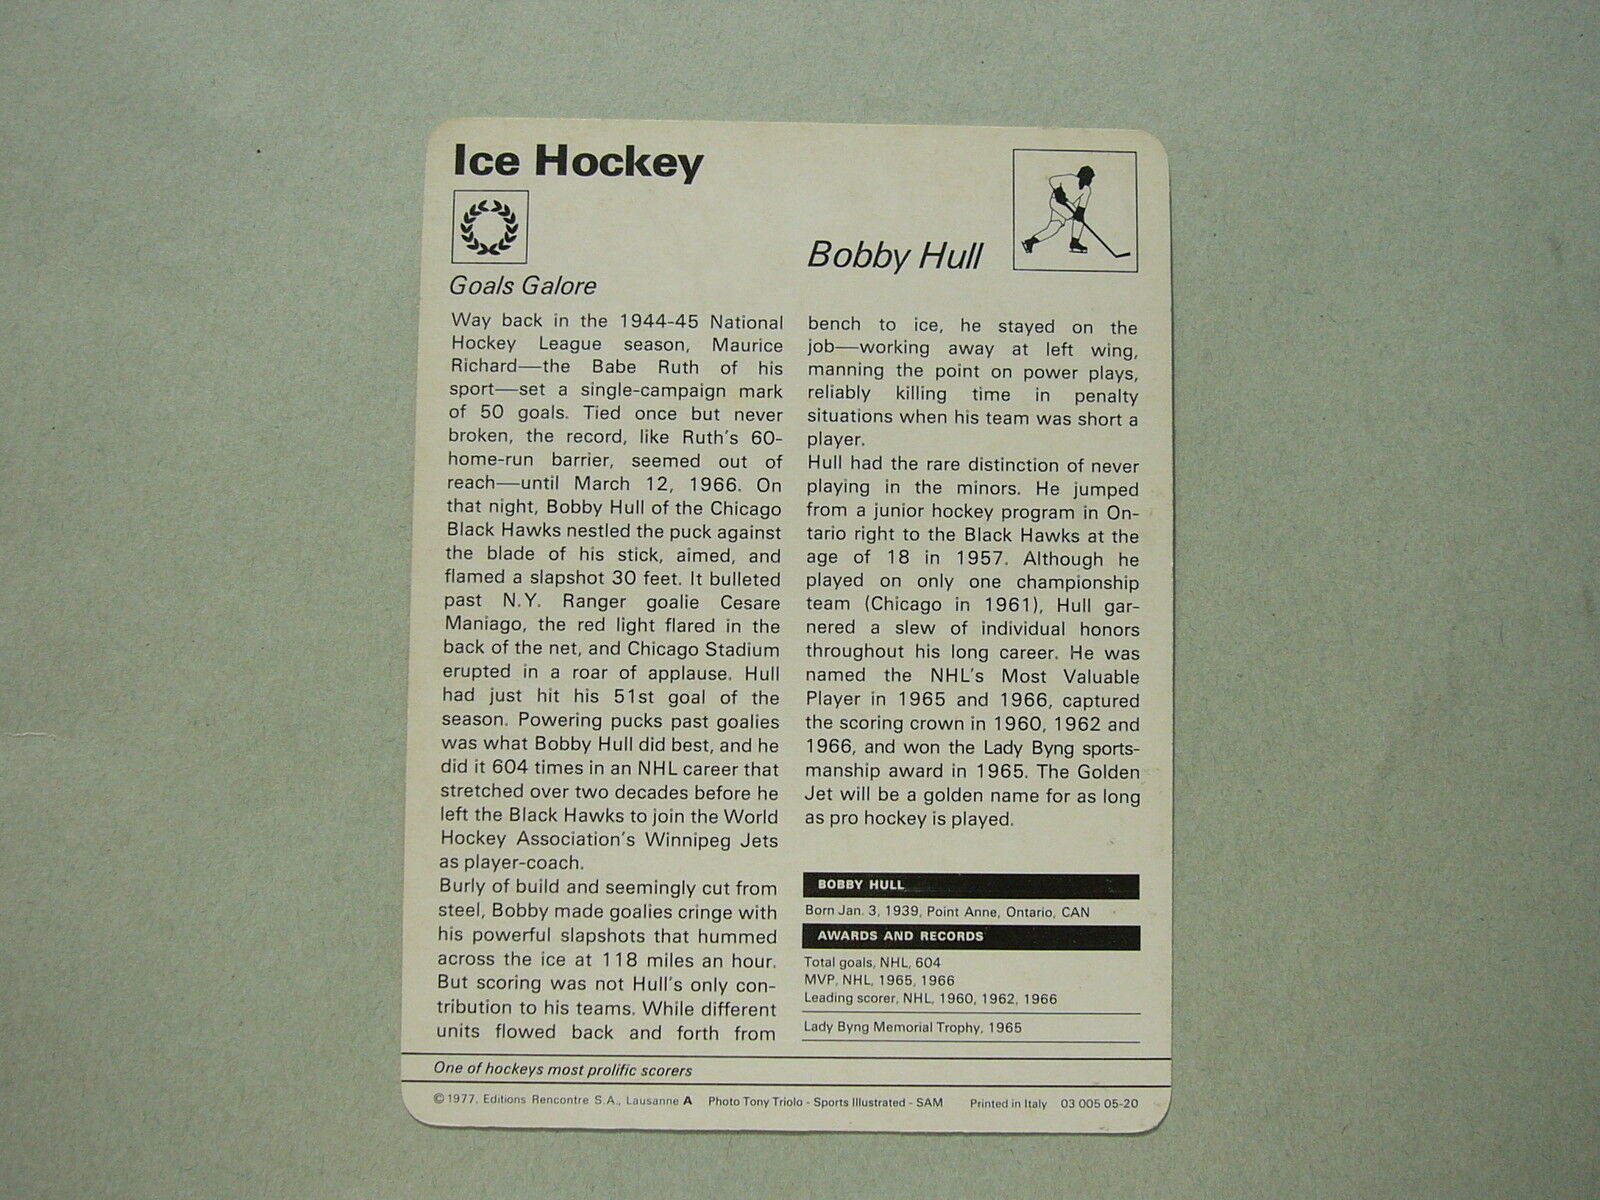 Ice Hockey
Bobby Hull
Goals Galore
Way back in the 1944-45 National
Hockey League season, Maurice
Richard—the Babe Ruth of his
sport—set a single-campaign mark
of 50 goals. Tied once but never
broken, the record, like Ruth's 60-
home-run barrier, seemed out of
reach—until March 12, 1966. On
that night, Bobby Hull of the Chicago
Black Hawks nestled the puck against
the blade of his stick, aimed, and
flamed a slapshot 30 feet. It bulleted
past N.Y. Ranger goalie Cesare
Maniago, the red light flared in the
back of the net, and Chicago Stadium
erupted in a roar of applause. Hull
had just hit his 51st goal of the
season. Powering pucks past goalies
was what Bobby Hull did best, and he
did it 604 times in an NHL career that
stretched over two decades before he
left the Black Hawks to join the World
Hockey Association's Winnipeg Jets
as player-coach.
Burly of build and seemingly cut from
steel, Bobby made goalies cringe with
his powerful slapshots that hummed
across the ice at 118 miles an hour.
But scoring was not Hull's only con-
tribution to his teams. While different
units flowed back and forth from
bench to ice, he stayed on the
job—working away at left wing,
manning the point on power plays,
reliably killing time in penalty
situations when his team was short a
player.
Hull had the rare distinction of never
playing in the minors. He jumped
from a junior hockey program in On-
tario right to the Black Hawks at the
age of 18 in 1957. Although he
played on only one championship
team (Chicago in 1961), Hull gar-
nered a slew of individual honors
throughout his long career. He was
named the NHL's Most Valuable
Player in 1965 and 1966, captured
the scoring crown in 1960, 1962 and
1966, and won the Lady Byng sports-
manship award in 1965. The Golden
Jet will be a golden name for as long
as pro hockey is played.
BOBBY HULL
Born Jan. 3, 1939, Point Anne, Ontario, CAN
AWARDS AND RECORDS
Total goals, NHL, 604
MVP, NHL, 1965, 1966
Leading scorer, NHL, 1960, 1962, 1966
Lady Byng Memorial Trophy, 1965
One of hockeys most prolific scorers
© 1977, Editions Rencontre S.A., Lausanne A Photo Tony Triolo - Sports Illustrated - SAM Printed in Italy 03 005 05-20